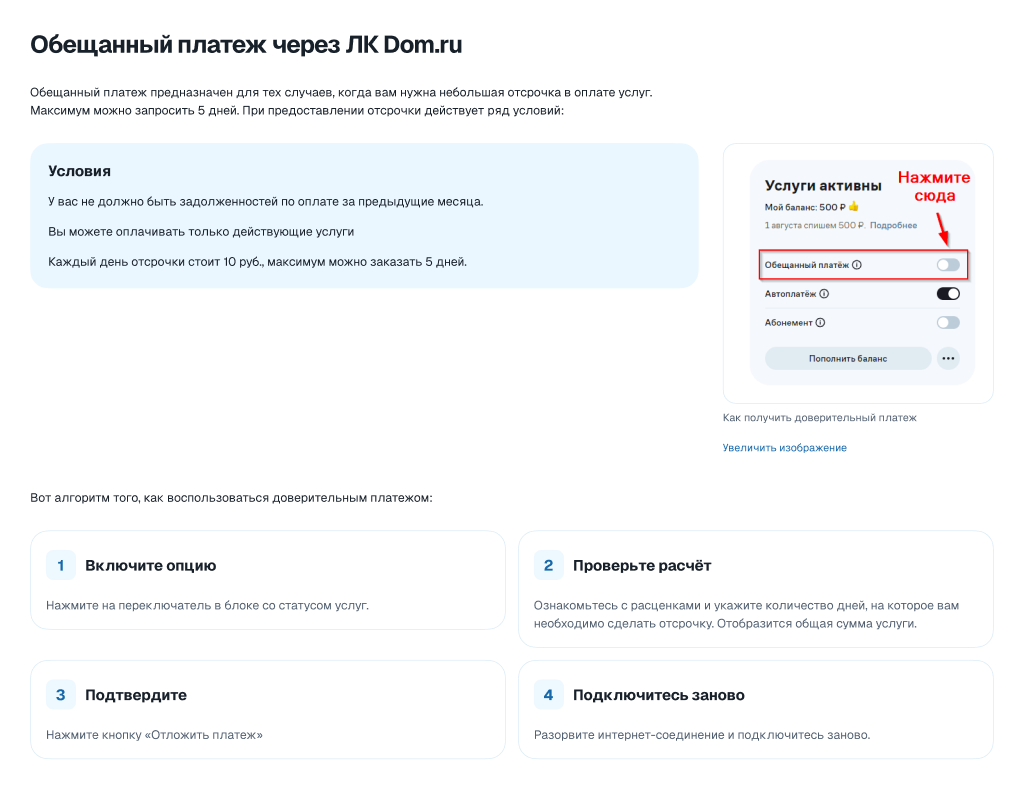 Обещанный платеж через ЛК Dom.ru
Обещанный платеж предназначен для тех случаев, когда вам нужна небольшая отсрочка в оплате услуг.
Максимум можно запросить 5 дней. При предоставлении отсрочки действует ряд условий:
Условия
У вас не должно быть задолженностей по оплате за предыдущие месяца.
Вы можете оплачивать только действующие услуги
Каждый день отсрочки стоит 10 руб., максимум можно заказать 5 дней.
Услуги активны
Нажмите
сюда
Мой баланс: 500 ₽ 👍
1 августа спишем 500 ₽. Подробнее
Обещанный платёж
Автоплатёж
Абонемент
Пополнить баланс
Как получить доверительный платеж
Увеличить изображение
Вот алгоритм того, как воспользоваться доверительным платежом:
1 Включите опцию
Нажмите на переключатель в блоке со статусом услуг.
2 Проверьте расчёт
Ознакомьтесь с расценками и укажите количество дней, на которое вам
необходимо сделать отсрочку. Отобразится общая сумма услуги.
3 Подтвердите
Нажмите кнопку «Отложить платеж»
4 Подключитесь заново
Разорвите интернет-соединение и подключитесь заново.